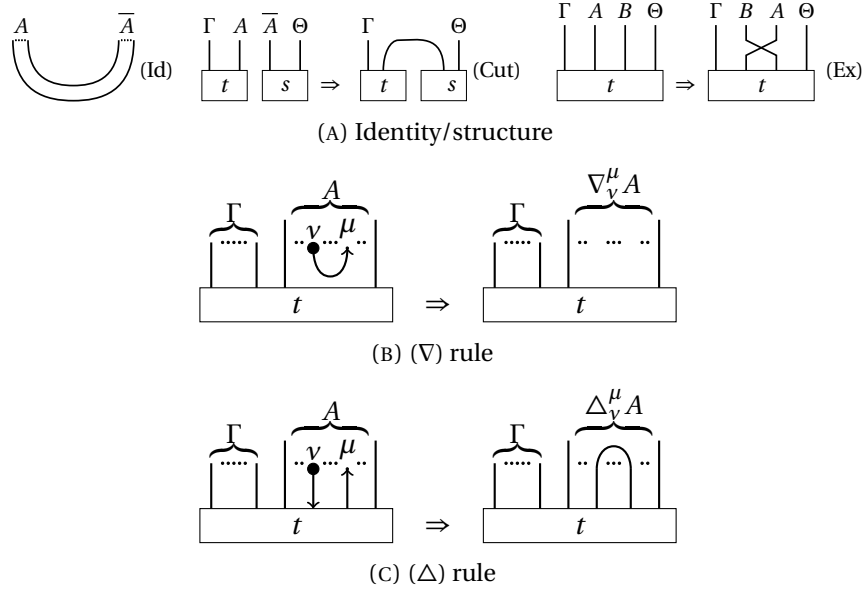 A A̅ (Id) Γ A A̅ Θ t s ⇒ Γ Θ t s (Cut) Γ A B Θ t ⇒ Γ B A Θ t (Ex)
(A) Identity/structure
Γ A ν μ t ⇒ Γ ∇^μ_ν A t
(B) (∇) rule
Γ A ν μ t ⇒ Γ △^μ_ν A t
(C) (△) rule